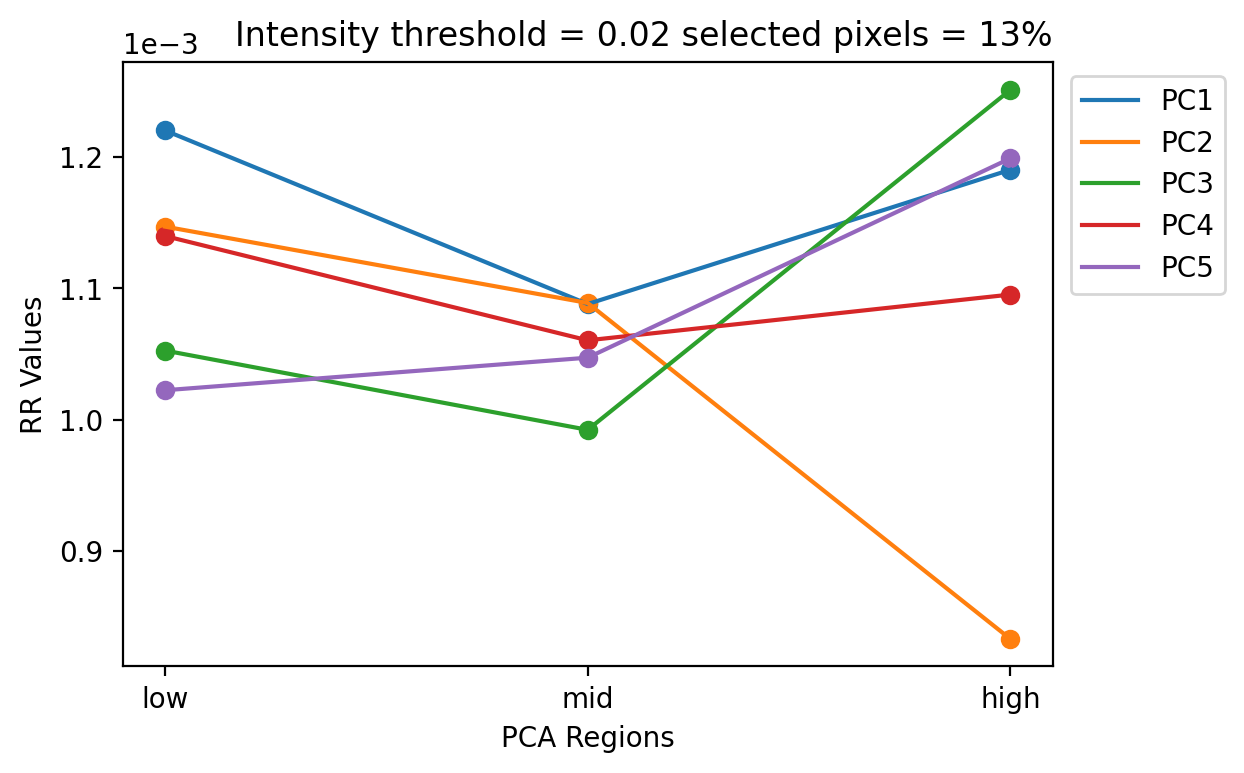 Intensity threshold = 0.02 selected pixels = 13%
1e−3
1.2
1.1
1.0
0.9
RR Values
low
mid
high
PCA Regions
PC1
PC2
PC3
PC4
PC5